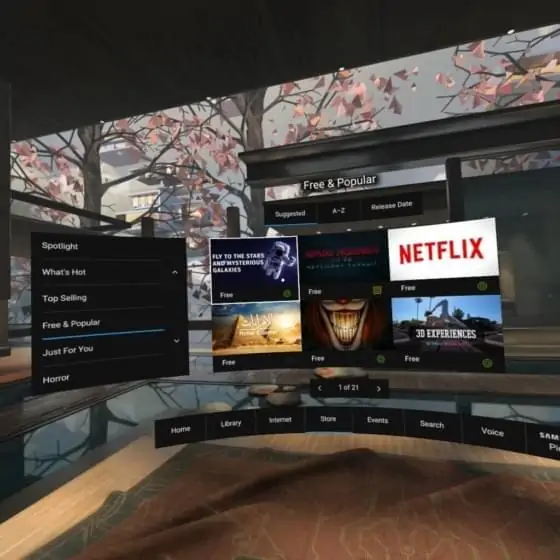 Free & Popular
Suggested
A–Z
Release Date
Spotlight
What's Hot
Top Selling
Free & Popular
Just For You
Horror
FLY TO THE STARS
AND MYSTERIOUS
GALAXIES
Free
Free
NETFLIX
Free
Free
Free
3D EXPERIENCES
Free
1 of 21
Home
Library
Internet
Store
Events
Search
Voice